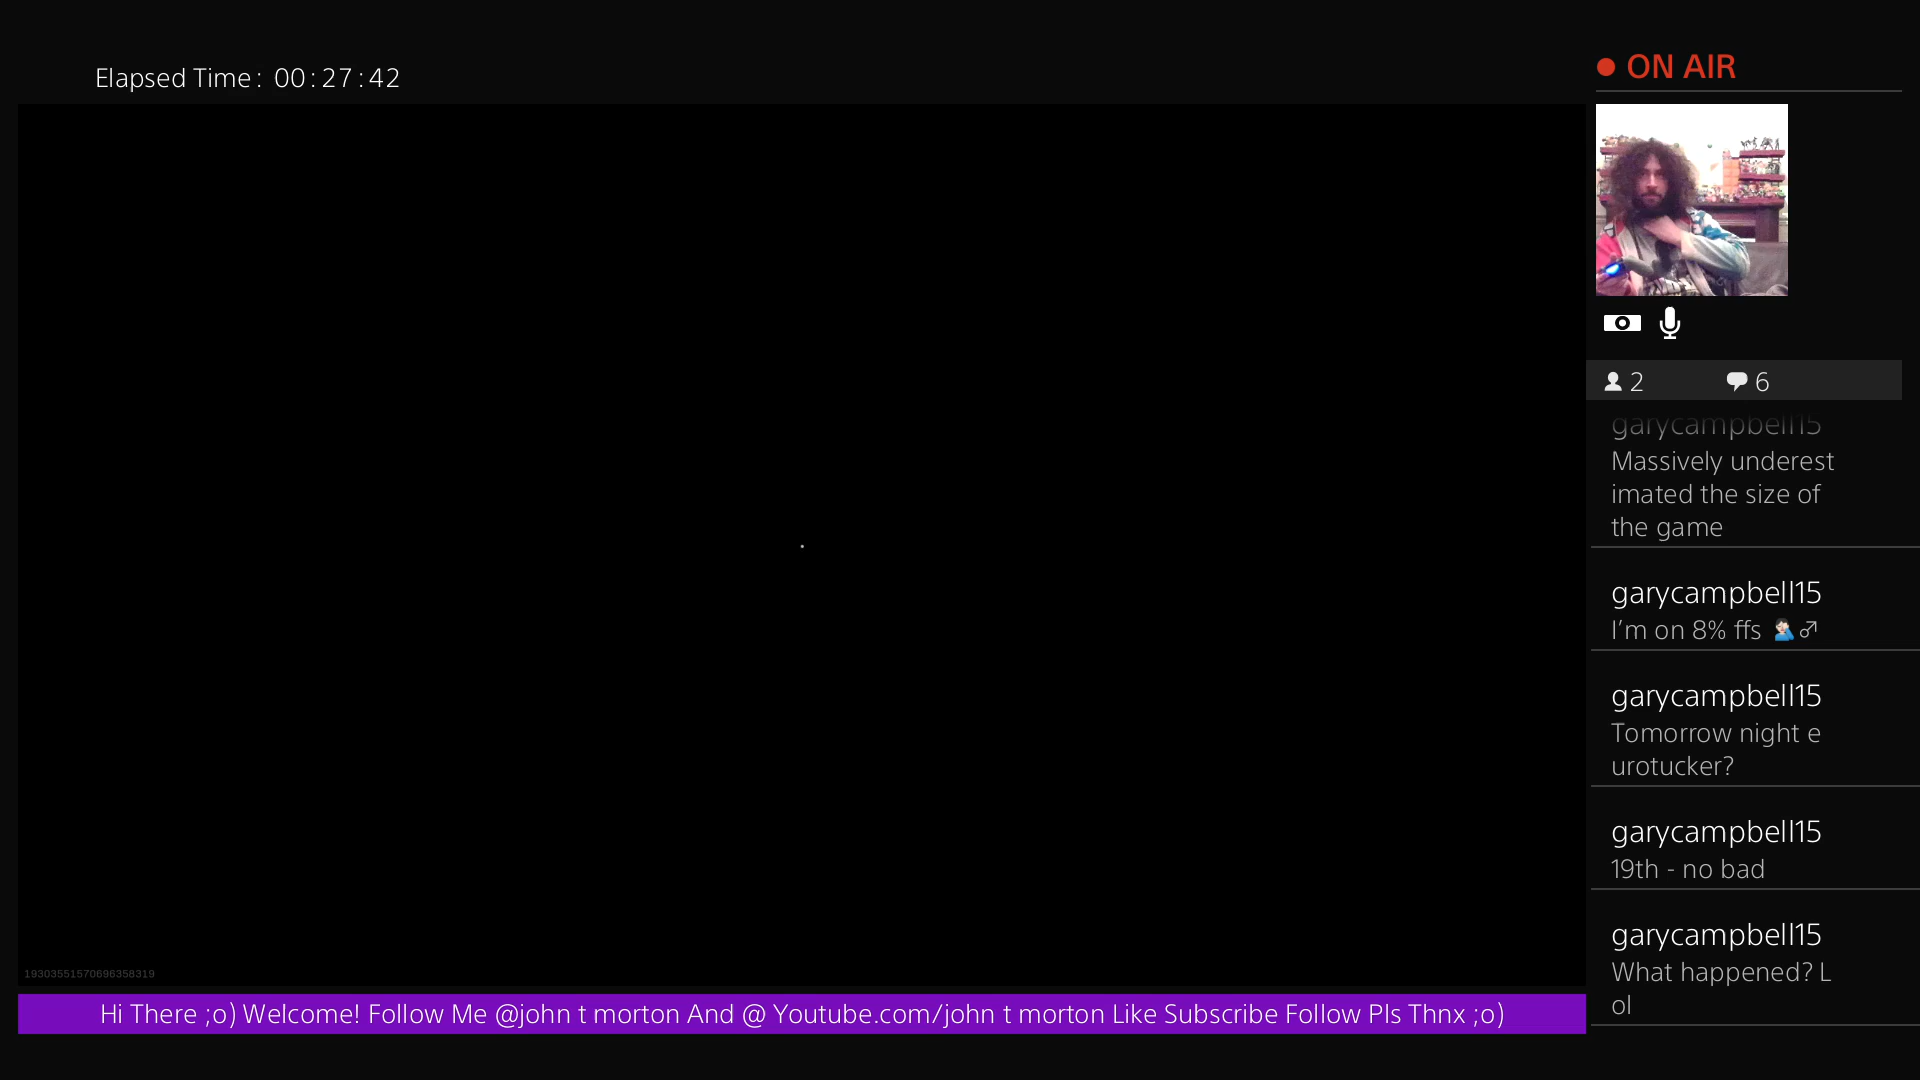 Elapsed Time: 00:27:42
ON AIR
2
6
garycampbell15
Massively underest
imated the size of
the game
garycampbell15
I'm on 8% ffs 🤦🏻♂
garycampbell15
Tomorrow night e
urotucker?
garycampbell15
19th - no bad
garycampbell15
What happened? L
ol
19303551570696358319
Hi There ;o) Welcome! Follow Me @john t morton And @ Youtube.com/john t morton Like Subscribe Follow Pls Thnx ;o)